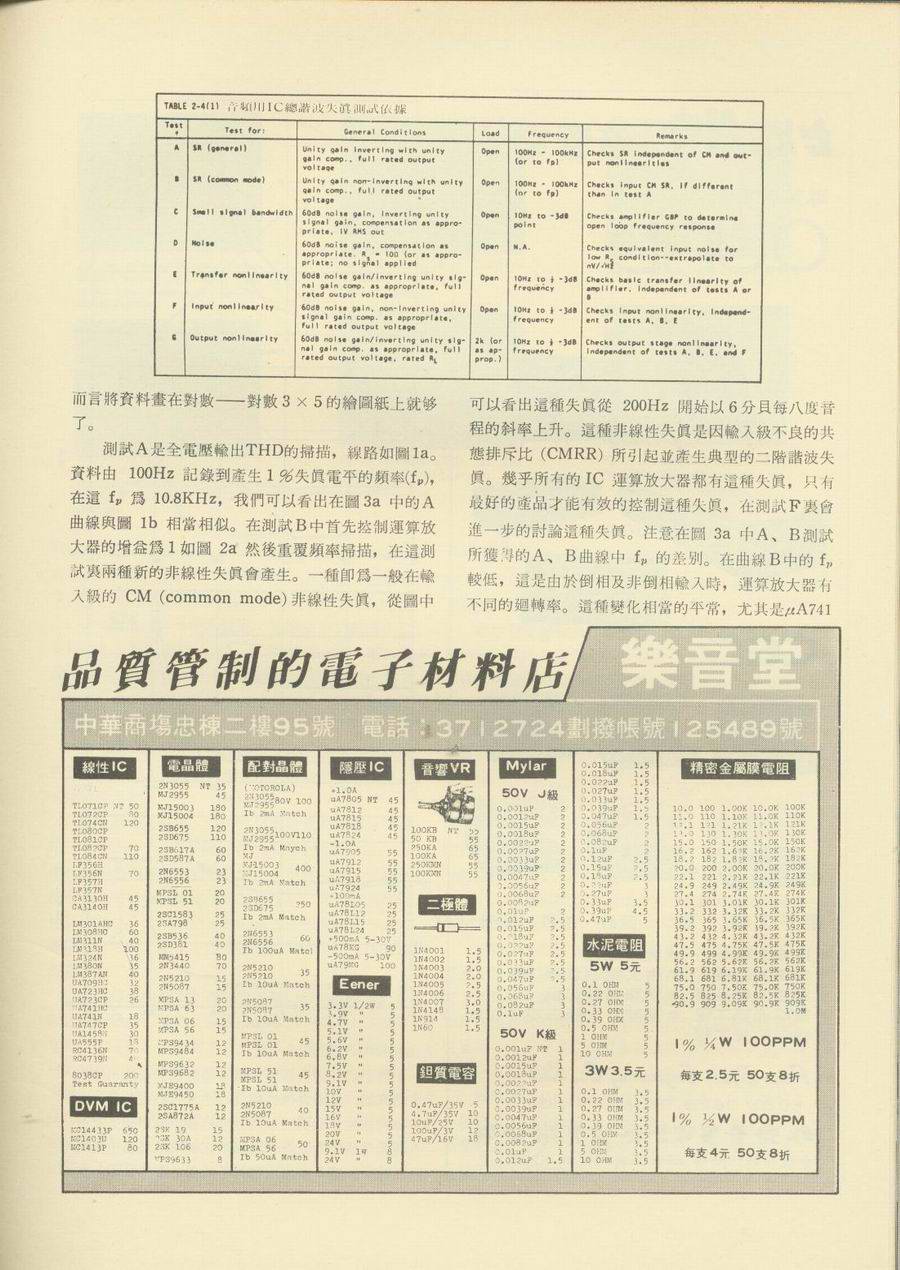 TABLE 2-4(1) 音頻用IC總諧波失眞測試依據
Test # Test for: General Conditions Load Frequency Remarks
A SR (general) Unity gain inverting with unity gain comp., full rated output voltage Open 100Hz - 100kHz (or to fp) Checks SR independent of CM and output nonlinearities
B SR (common mode) Unity gain non-inverting with unity gain comp., full rated output voltage Open 100Hz - 100kHz (or to fp) Checks input CM SR, if different than in test A
C Small signal bandwidth 60dB noise gain, inverting unity signal gain, compensation as appropriate, 1V RMS out Open 10Hz to -3dB point Checks amplifier GBP to determine open loop frequency response
D Noise 60dB noise gain, compensation as appropriate. Rs = 100 (or as appropriate; no signal applied Open N.A. Checks equivalent input noise for low Rs condition--extrapolate to nV/√Hz
E Transfer nonlinearity 60dB noise gain/inverting unity signal gain comp. as appropriate, full rated output voltage Open 10Hz to ½ -3dB frequency Checks basic transfer linearity of amplifier, independent of tests A or B
F Input nonlinearity 60dB noise gain, non-inverting unity signal gain comp. as appropriate, full rated output voltage Open 10Hz to ½ -3dB frequency Checks input nonlinearity, independent of tests A, B, E
G Output nonlinearity 60dB noise gain/inverting unity signal gain comp. as appropriate, full rated output voltage, rated RL 2k (or as approp.) 10Hz to ½ -3dB frequency Checks output stage nonlinearity, independent of tests A, B, E, and F
而言將資料畫在對數——對數 3 × 5 的繪圖紙上就够
了。
測試A是全電壓輸出THD的掃描，線路如圖1a。
資料由 100Hz 記錄到產生 1 %失眞電平的頻率(fp)，
在這 fp 爲 10.8KHz，我們可以看出在圖 3a 中的 A
曲線與圖 1b 相當相似。在測試B中首先控制運算放
大器的增益爲 1 如圖 2a 然後重覆頻率掃描，在這測
試裏兩種新的非線性失眞會產生。一種卽爲一般在輸
入級的 CM (common mode) 非線性失眞，從圖中
可以看出這種失眞從 200Hz 開始以 6 分貝每八度音
程的斜率上升。這種非線性失眞是因輸入級不良的共
態排斥比 (CMRR) 所引起並產生典型的二階諧波失
眞。幾乎所有的 IC 運算放大器都有這種失眞，只有
最好的產品才能有效的控制這種失眞，在測試F裏會
進一步的討論這種失眞。注意在圖 3a 中A、B測試
所獲得的A、B曲線中 fp 的差別。在曲線B中的 fp
較低，這是由於倒相及非倒相輸入時，運算放大器有
不同的廻轉率。這種變化相當的平常，尤其是μA741
品質管制的電子材料店
樂音堂
中華商塲忠棟二樓95號 電話：3712724劃撥帳號125489號
線性IC
TL071CP NT 50
TL072CP 80
TL074CN 120
TL080CP
TL081CP
TL082CP 70
TL084CN 110
LF356H
LF356N 70
LF357N
CA3130H 45
CA3140H 45
LM301AHC 36
LM308HC 60
LM311N 40
LM318H 100
LM324N 36
LM380N 35
LM387AN 40
UA709HC 32
UA723HC 38
UA723CP 26
UA741HC
UA741N 18
UA747CP 35
UA1458N 30
UA555P 18
RC4136N
RC4739N
8038CP 200
Test Guaranty
DVM IC
MC14433P 650
MC1403U 120
MC1413P 80
電晶體
2N3055 NT 35
MJ2955 45
MJ15003 180
MJ15004 180
2SB655 120
2SD675 110
2SB617A 60
2SD587A 60
2N6553 23
2N6556 23
MPSL 01 20
MPSL 51 20
2SC1583 25
2SA798 25
2SB536 40
2SD381 40
MM5415 80
2N3440 70
2N5210 15
2N5087 15
MPSA 13 20
MPSA 63 20
MPSA 06 15
MPSA 56 15
MPS9434 12
MPS9484 12
MPS9632 12
MPS9682 12
MJE9400 18
MJE9450 18
2SC1775A 12
2SA872A 12
2SK 19 15
2SK 30A 12
2SK 106 20
MPS9633 8
配對晶體
(MOTOROLA)
2N3055
MJ2955 80V 100
Ib 2mA Match
2N3055
MJ2955 100V110
Ib 2mA Match
MJ
MJ15003 400
MJ15004
Ib 2mA Match
2SB655
2SD675 250
Ib 2mA Match
2N6553
2N6556 60
Ib 100uA Match
2N5210
2N5210 35
Ib 10uA Match
2N5087
2N5087 35
Ib 10uA Match
MPSL 01
MPSL 01 45
Ib 10uA Match
MPSL 51
MPSL 51 45
Ib 10uA Match
2N5210
2N5087 40
Ib 10uA Match
MPSA 06
MPSA 56 50
Ib 50uA Match
隱壓IC
+1.0A
uA7805 NT 45
uA7812 45
uA7815 45
uA7818 45
uA7824 45
-1.0A
uA7905 55
uA7912 55
uA7915 55
uA7918 55
uA7924 55
+100mA
uA78L05 25
uA78L12 25
uA78L15 25
uA78L24 25
+500mA 5-30V
uA78MG 90
-500mA 5-30V
uA79MG 100
Eener
3.3V 1/2W 5
3.9V " 5
4.7V " 5
5.1V " 5
5.6V " 5
6.2V " 5
6.8V " 5
7.5V " 5
8.2V " 5
9.1V " 5
10V " 5
12V " 5
15V " 5
16V " 5
18V " 5
20V " 5
24V " 5
9.1V 1W 8
24V " 8
音響VR
100KB NT 55
50 KB 55
250KA 65
100KA 65
250KMN 55
100KMN 55
二極體
1N4001 1.5
1N4002 1.5
1N4003 2.0
1N4004 2.0
1N4005 2.5
1N4006 2.5
1N4007 3.0
1N4148 1.5
1N914 1.5
1N60 1.5
鉭質電容
0.47uF/35V 5
4.7uF/35V 10
10uF/25V 10
100uF/3V 12
47uF/16V 18
Mylar
50V J級
0.001uF 2
0.0012uF 2
0.0015uF 2
0.0018uF 2
0.0022uF 2
0.0027uF 2
0.0033uF 2
0.0039uF 2
0.0047uF 2
0.0056uF 2
0.0068uF 2
0.0082uF 2
0.01uF 2
0.012uF 2.5
0.015uF 2.5
0.018uF 2.5
0.022uF 2.5
0.027uF 2.5
0.033uF 2.5
0.039uF 2.5
0.047uF 2.5
0.056uF 3
0.068uF 3
0.082uF 3
0.1uF 3
50V K級
0.001uF NT 1
0.0012uF 1
0.0015uF 1
0.0018uF 1
0.0022uF 1
0.0027uF 1
0.0033uF 1
0.0039uF 1
0.0047uF 1
0.0056uF 1
0.0068uF 1
0.0082uF 1
0.01uF 1
0.012uF 1.5
0.015uF 1.5
0.018uF 1.5
0.022uF 1.5
0.027uF 1.5
0.033uF 1.5
0.039uF 1.5
0.047uF 1.5
0.056uF 2
0.068uF 2
0.082uF 2
0.1uF 2
0.12uF 2.5
0.15uF 2.5
0.18uF 2.5
0.22uF 3
0.27uF 3
0.33uF 3.5
0.39uF 4.5
0.47uF 5
水泥電阻
5W 5元
0.1 OHM 5
0.22 OHM 5
0.27 OHM 5
0.33 OHM 5
0.39 OHM 5
0.5 OHM 5
1 OHM 5
5 OHM 5
10 OHM 5
3W 3.5元
0.1 OHM 3.5
0.22 OHM 3.5
0.27 OHM 3.5
0.33 OHM 3.5
0.39 OHM 3.5
0.5 OHM 3.5
1 OHM 3.5
5 OHM 3.5
10 OHM 3.5
精密金屬膜電阻
10.0 100 1.00K 10.0K 100K
11.0 110 1.10K 11.0K 110K
12.1 121 1.21K 12.1K 121K
13.0 130 1.30K 13.0K 130K
15.0 150 1.50K 15.0K 150K
16.2 162 1.62K 16.2K 162K
18.2 182 1.82K 18.2K 182K
20.0 200 2.00K 20.0K 200K
22.1 221 2.21K 22.1K 221K
24.9 249 2.49K 24.9K 249K
27.4 274 2.74K 27.4K 274K
30.1 301 3.01K 30.1K 301K
33.2 332 3.32K 33.2K 332K
36.5 365 3.65K 36.5K 365K
39.2 392 3.92K 39.2K 392K
43.2 432 4.32K 43.2K 432K
47.5 475 4.75K 47.5K 475K
49.9 499 4.99K 49.9K 499K
56.2 562 5.62K 56.2K 562K
61.9 619 6.19K 61.9K 619K
68.1 681 6.81K 68.1K 681K
75.0 750 7.50K 75.0K 750K
82.5 825 8.25K 82.5K 825K
90.9 909 9.09K 90.9K 909K
1.0M
1% ¼W 100PPM
每支2.5元 50支8折
1% ½W 100PPM
每支4元 50支8折